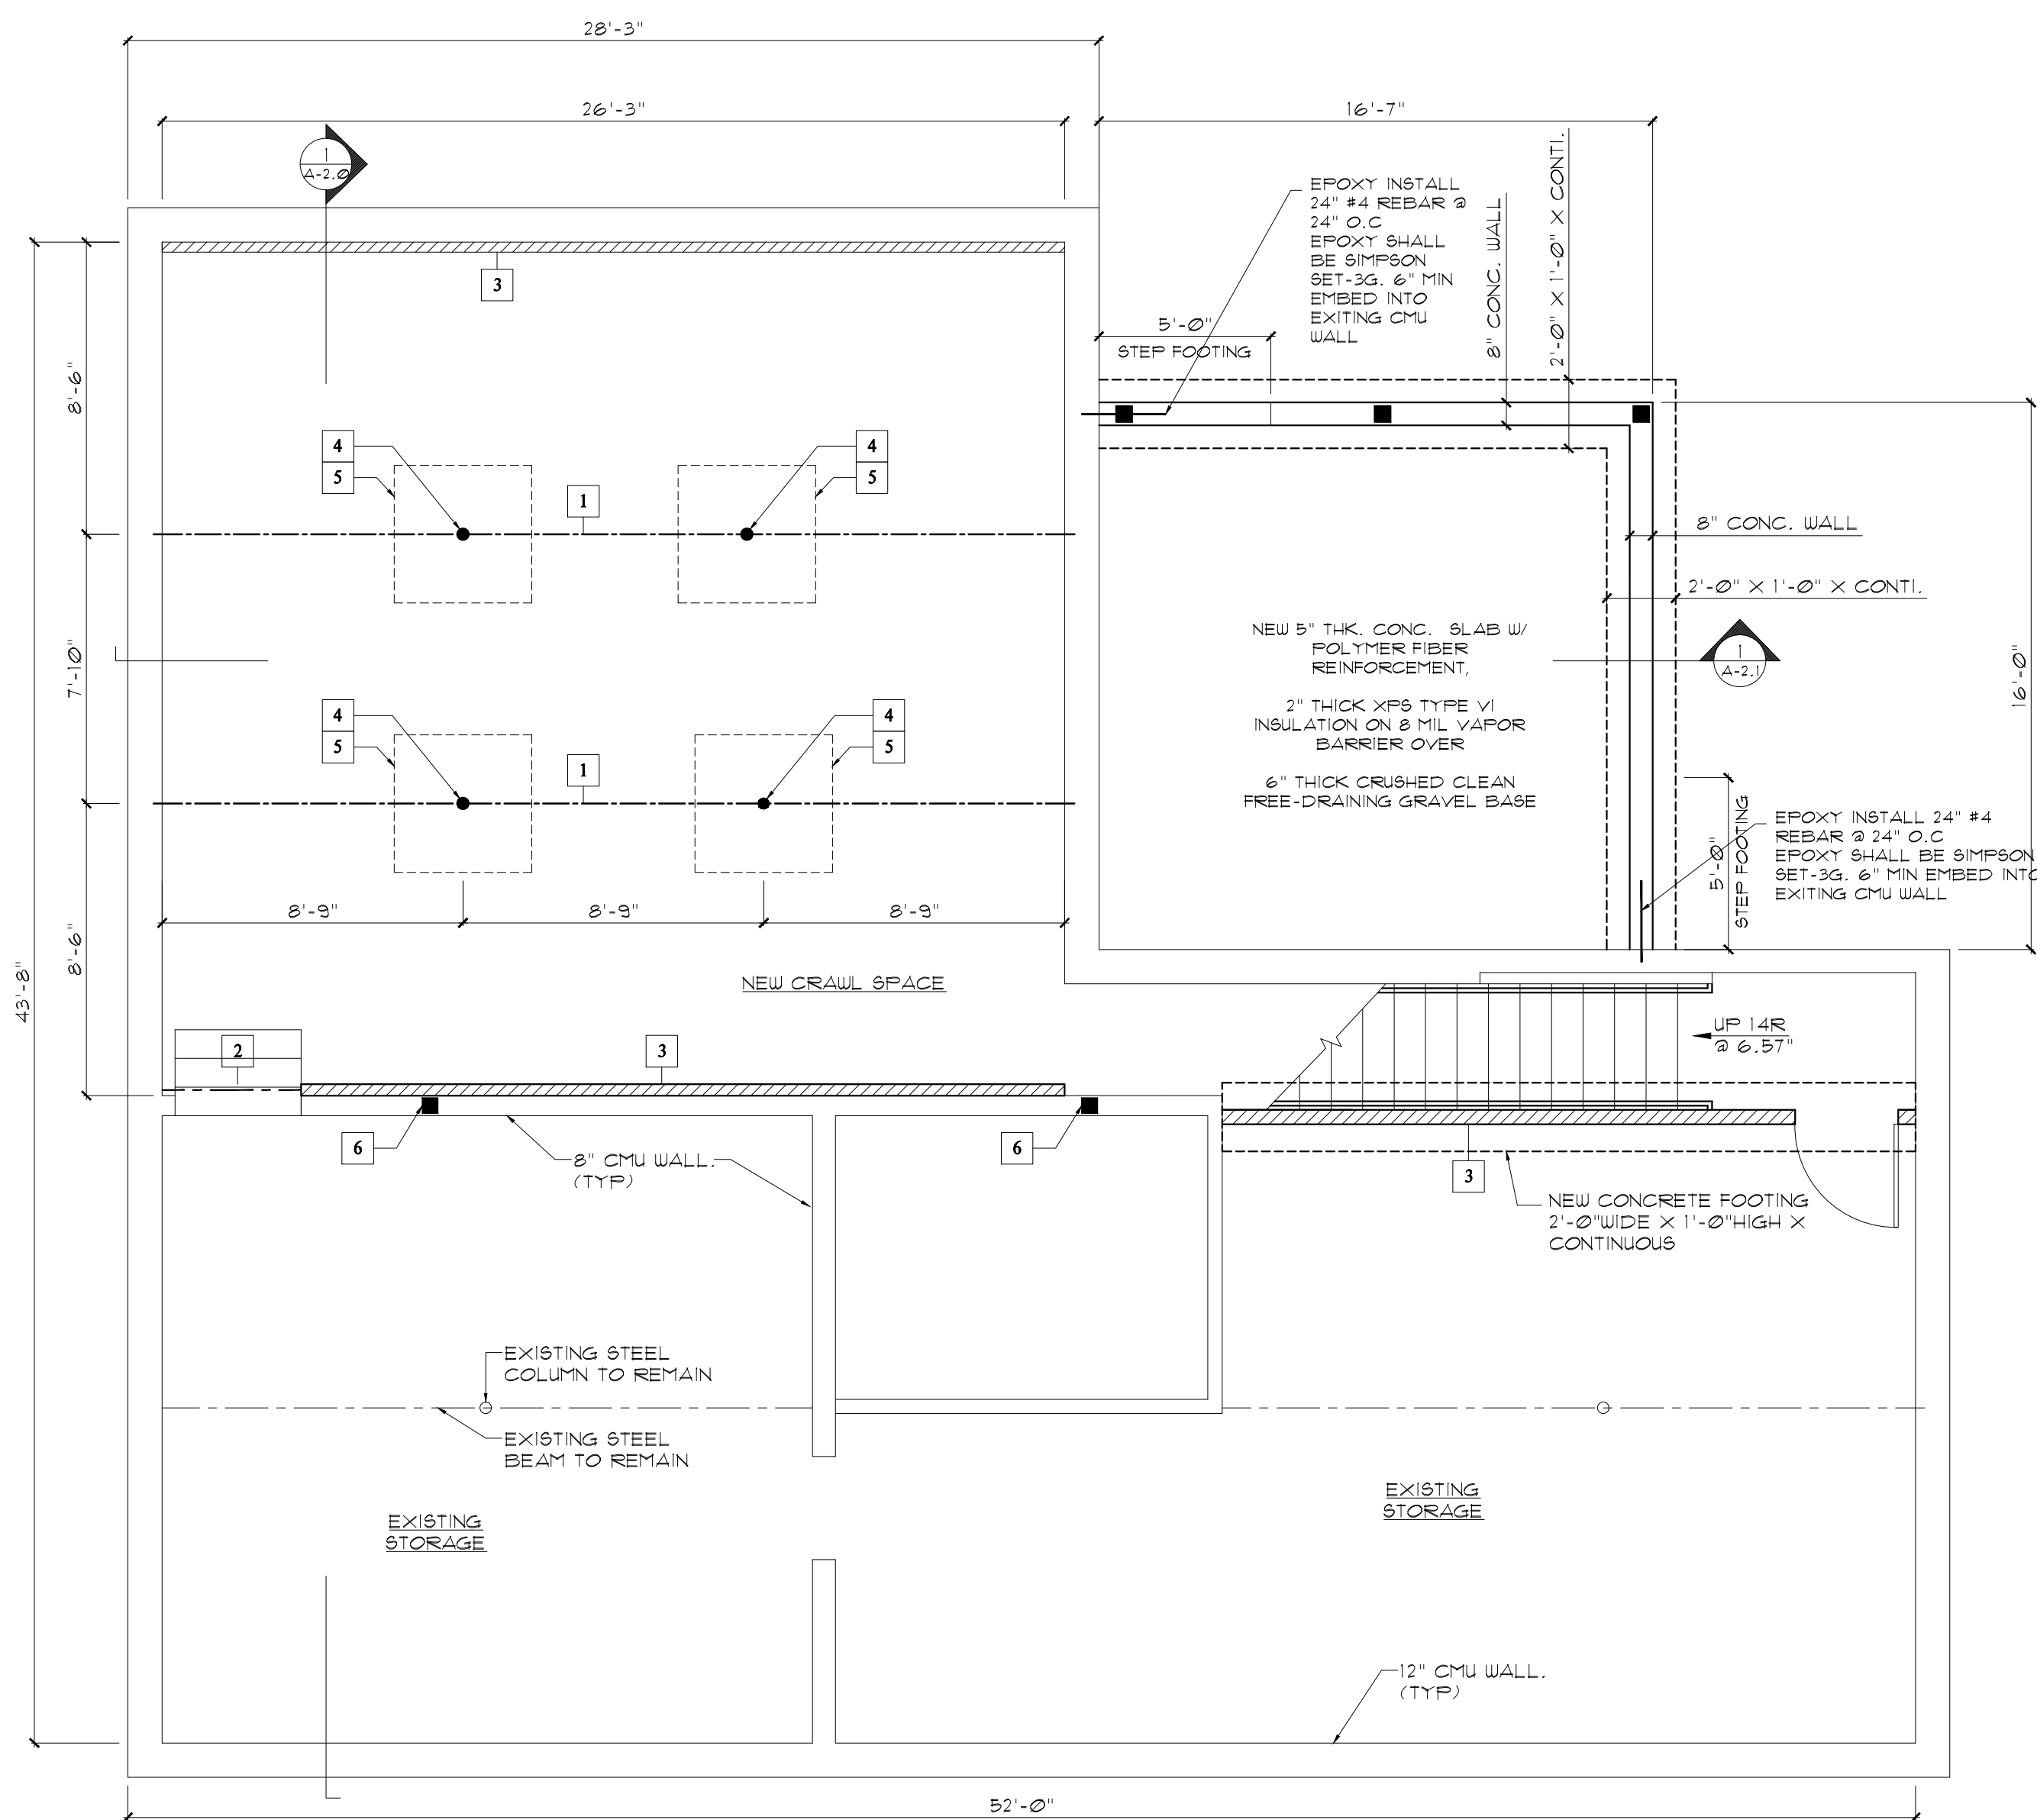 28'-3"
26'-3"
16'-7"
1
A-2.0
3
EPOXY INSTALL
24" #4 REBAR @
24" O.C
EPOXY SHALL
BE SIMPSON
SET-3G. 6" MIN
EMBED INTO
EXITING CMU
WALL
8" CONC. WALL
2'-0" X 1'-0" X CONTI.
5'-0"
STEP FOOTING
8'-6"
4
5
4
5
1
8" CONC. WALL
2'-0" X 1'-0" X CONTI.
NEW 5" THK. CONC. SLAB W/
POLYMER FIBER
REINFORCEMENT,
2" THICK XPS TYPE VI
INSULATION ON 8 MIL VAPOR
BARRIER OVER
6" THICK CRUSHED CLEAN
FREE-DRAINING GRAVEL BASE
1
A-2.1
16'-0"
7'-10"
4
5
4
5
1
5'-0"
STEP FOOTING
EPOXY INSTALL 24" #4
REBAR @ 24" O.C
EPOXY SHALL BE SIMPSON
SET-3G. 6" MIN EMBED INTO
EXITING CMU WALL
8'-9"
8'-9"
8'-9"
8'-6"
43'-8"
NEW CRAWL SPACE
UP 14R
@ 6.57"
2
3
6
6
8" CMU WALL.
(TYP)
3
NEW CONCRETE FOOTING
2'-0"WIDE X 1'-0"HIGH X
CONTINUOUS
EXISTING STEEL
COLUMN TO REMAIN
EXISTING STEEL
BEAM TO REMAIN
EXISTING
STORAGE
EXISTING
STORAGE
12" CMU WALL.
(TYP)
52'-0"